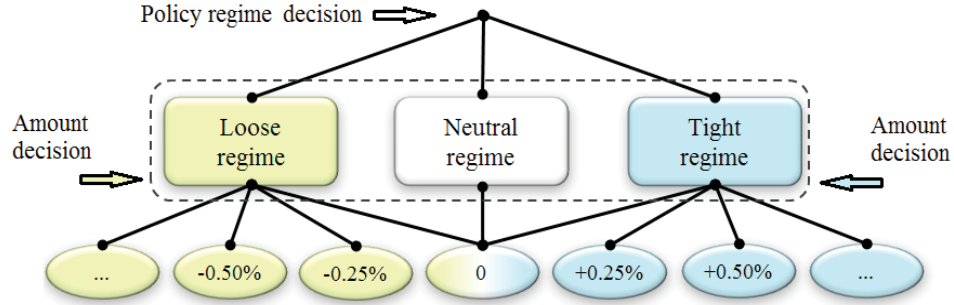 Policy regime decision
Amount
decision
Loose
regime
Neutral
regime
Tight
regime
Amount
decision
...
-0.50%
-0.25%
0
+0.25%
+0.50%
...